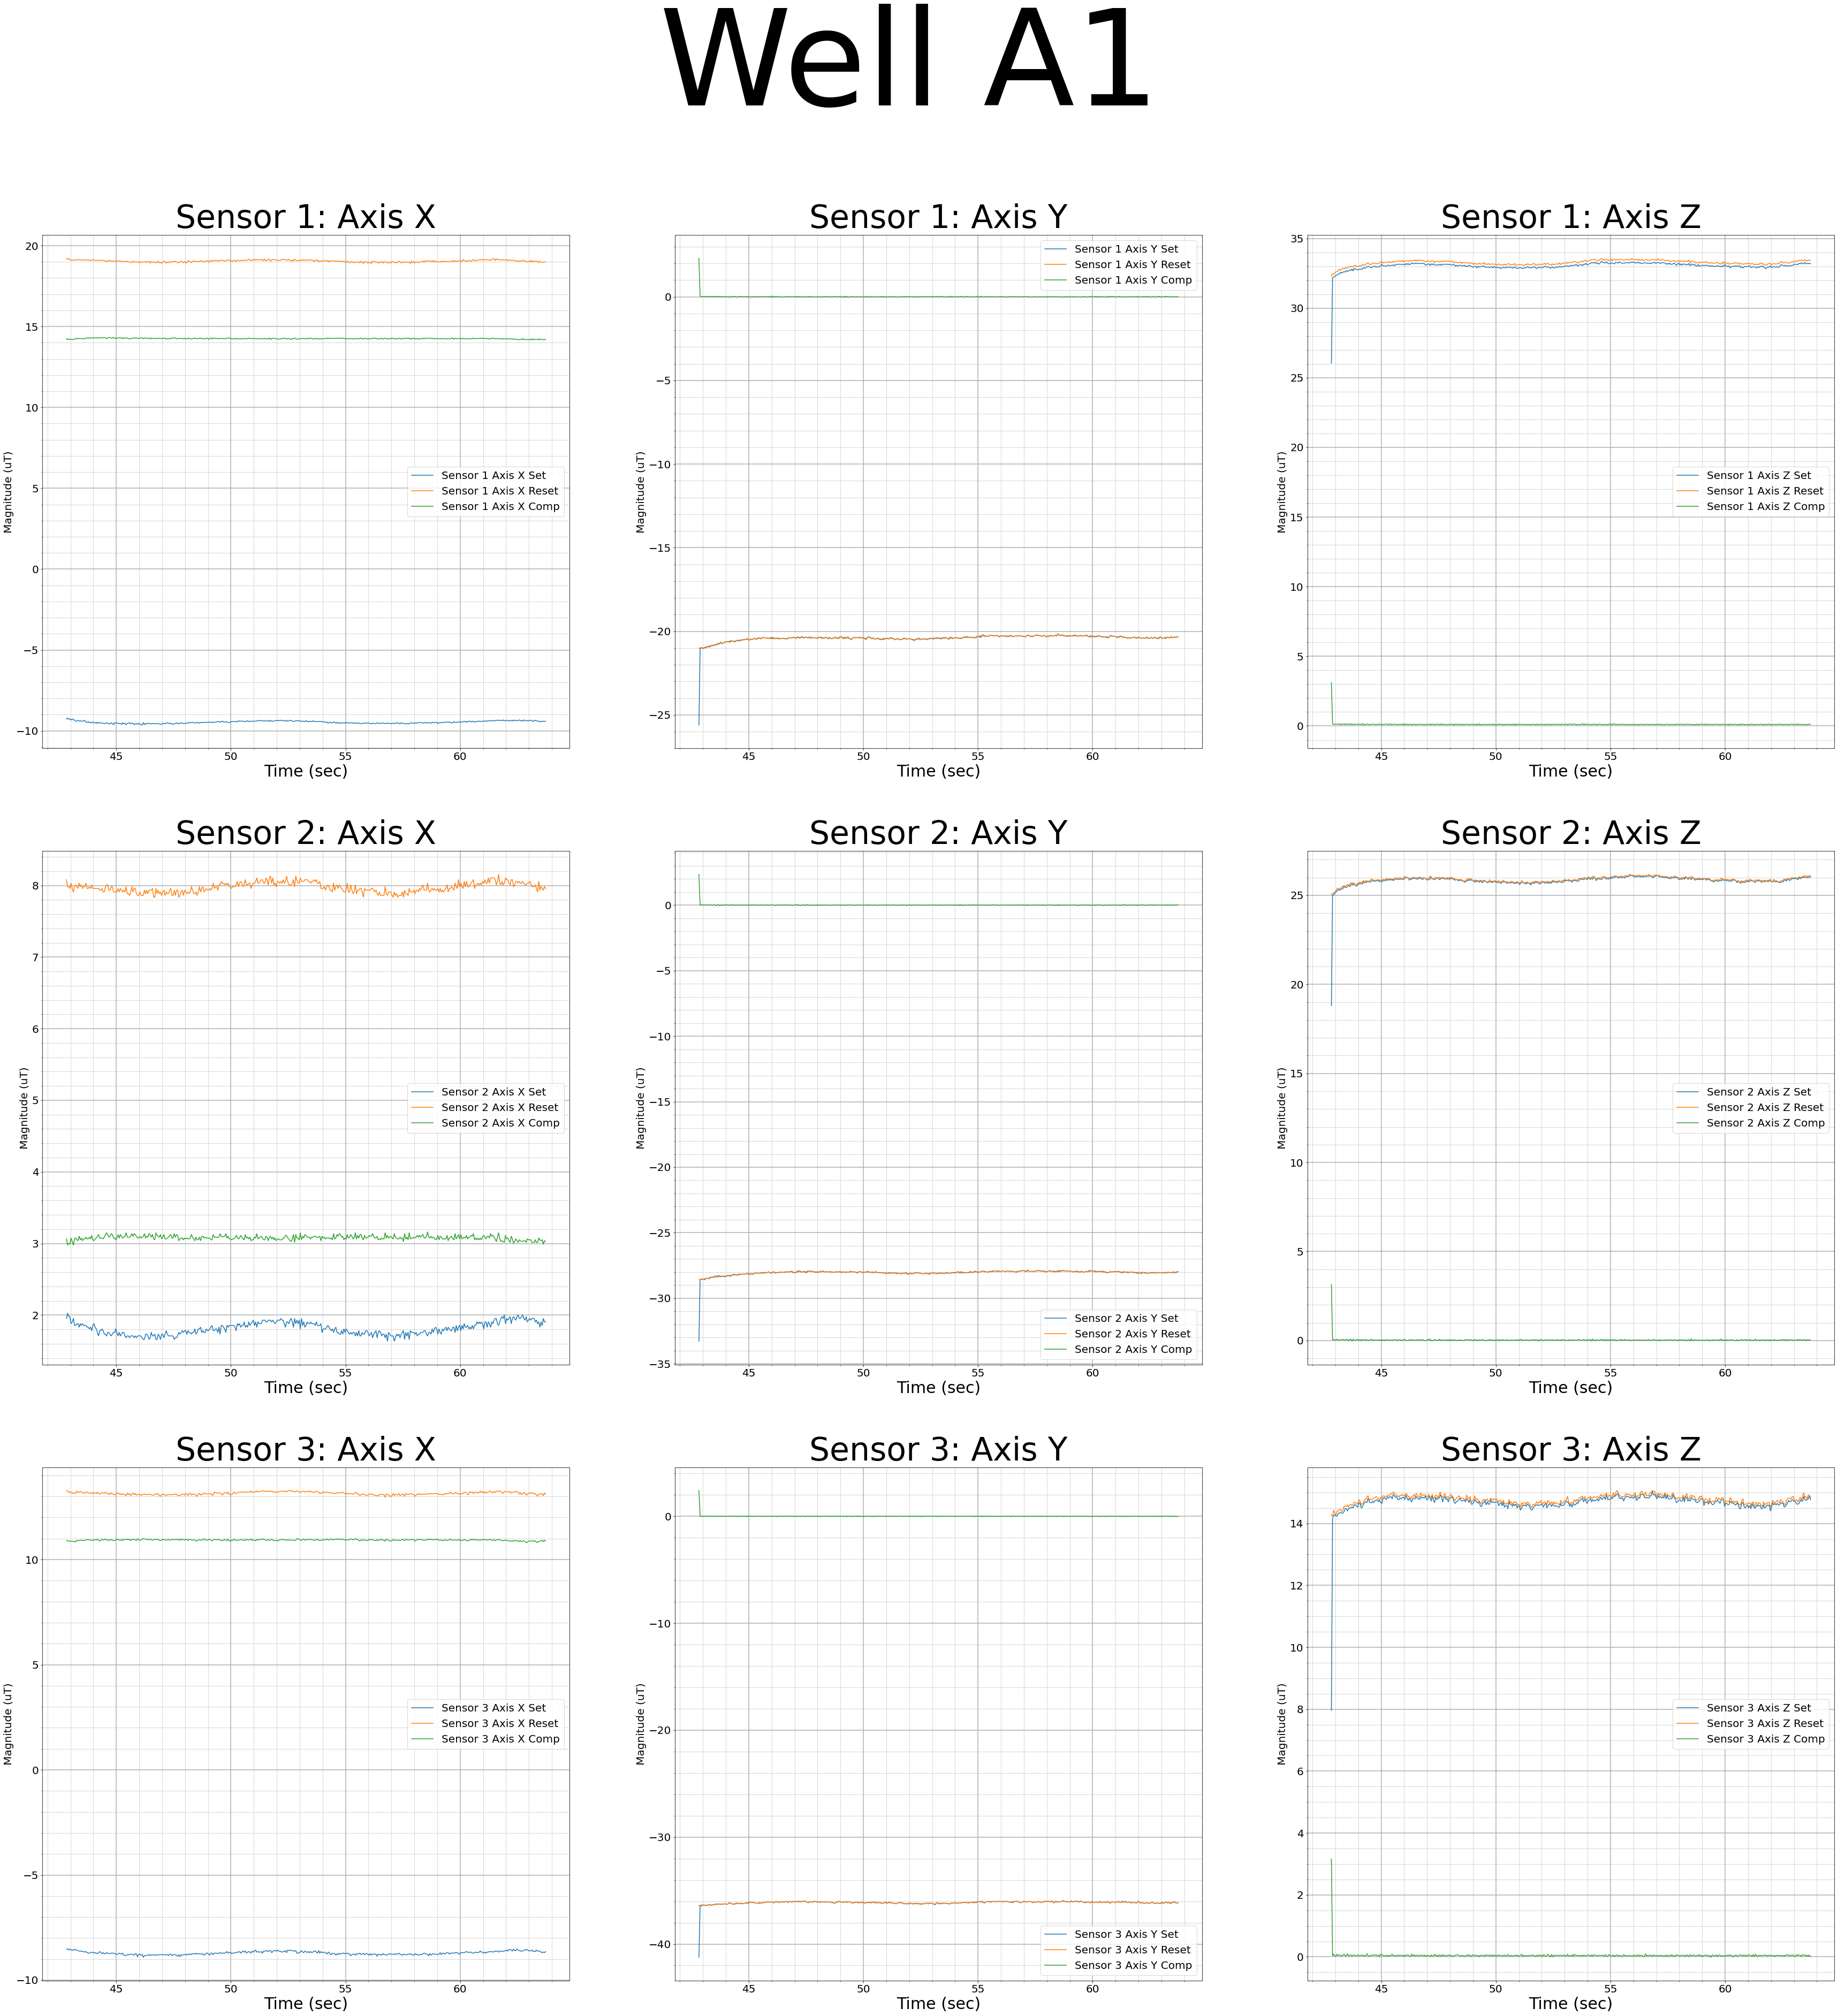 Well A1
Sensor 1: Axis X
20
15
10
5
0
−5
−10
Magnitude (uT)
Sensor 1 Axis X Set
Sensor 1 Axis X Reset
Sensor 1 Axis X Comp
45 50 55 60
Time (sec)
Sensor 1: Axis Y
0
−5
−10
−15
−20
−25
Magnitude (uT)
Sensor 1 Axis Y Set
Sensor 1 Axis Y Reset
Sensor 1 Axis Y Comp
45 50 55 60
Time (sec)
Sensor 1: Axis Z
35
30
25
20
15
10
5
0
Magnitude (uT)
Sensor 1 Axis Z Set
Sensor 1 Axis Z Reset
Sensor 1 Axis Z Comp
45 50 55 60
Time (sec)
Sensor 2: Axis X
8
7
6
5
4
3
2
Magnitude (uT)
Sensor 2 Axis X Set
Sensor 2 Axis X Reset
Sensor 2 Axis X Comp
45 50 55 60
Time (sec)
Sensor 2: Axis Y
0
−5
−10
−15
−20
−25
−30
−35
Magnitude (uT)
Sensor 2 Axis Y Set
Sensor 2 Axis Y Reset
Sensor 2 Axis Y Comp
45 50 55 60
Time (sec)
Sensor 2: Axis Z
25
20
15
10
5
0
Magnitude (uT)
Sensor 2 Axis Z Set
Sensor 2 Axis Z Reset
Sensor 2 Axis Z Comp
45 50 55 60
Time (sec)
Sensor 3: Axis X
10
5
0
−5
−10
Magnitude (uT)
Sensor 3 Axis X Set
Sensor 3 Axis X Reset
Sensor 3 Axis X Comp
45 50 55 60
Time (sec)
Sensor 3: Axis Y
0
−10
−20
−30
−40
Magnitude (uT)
Sensor 3 Axis Y Set
Sensor 3 Axis Y Reset
Sensor 3 Axis Y Comp
45 50 55 60
Time (sec)
Sensor 3: Axis Z
14
12
10
8
6
4
2
0
Magnitude (uT)
Sensor 3 Axis Z Set
Sensor 3 Axis Z Reset
Sensor 3 Axis Z Comp
45 50 55 60
Time (sec)